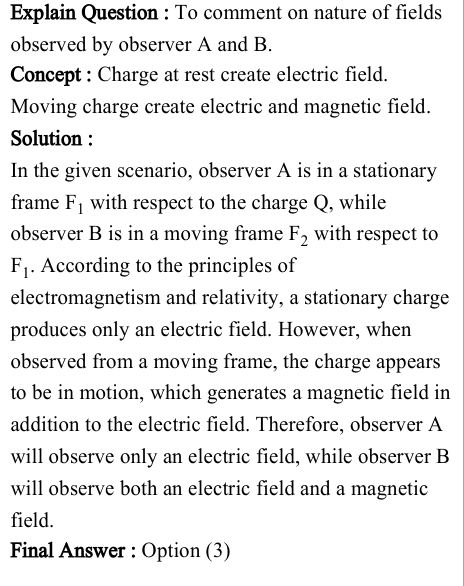 Explain Question : To comment on nature of fields
observed by observer A and B.
Concept : Charge at rest create electric field.
Moving charge create electric and magnetic field.
Solution :
In the given scenario, observer A is in a stationary
frame F₁ with respect to the charge Q, while
observer B is in a moving frame F₂ with respect to
F₁. According to the principles of
electromagnetism and relativity, a stationary charge
produces only an electric field. However, when
observed from a moving frame, the charge appears
to be in motion, which generates a magnetic field in
addition to the electric field. Therefore, observer A
will observe only an electric field, while observer B
will observe both an electric field and a magnetic
field.
Final Answer : Option (3)